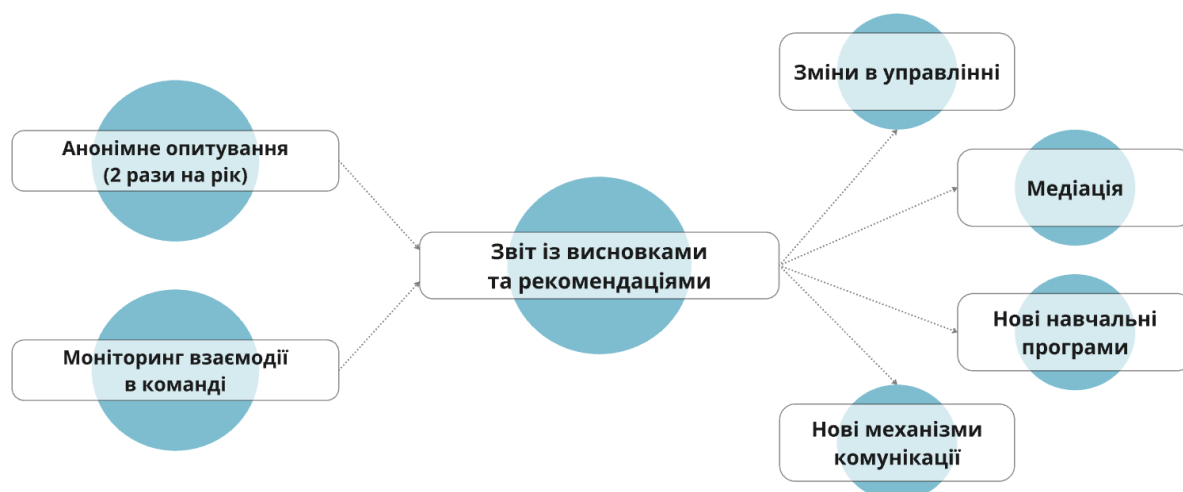 Анонімне опитування
(2 рази на рік)
Моніторинг взаємодії
в команді
Звіт із висновками
та рекомендаціями
Зміни в управлінні
Медіація
Нові навчальні
програми
Нові механізми
комунікації